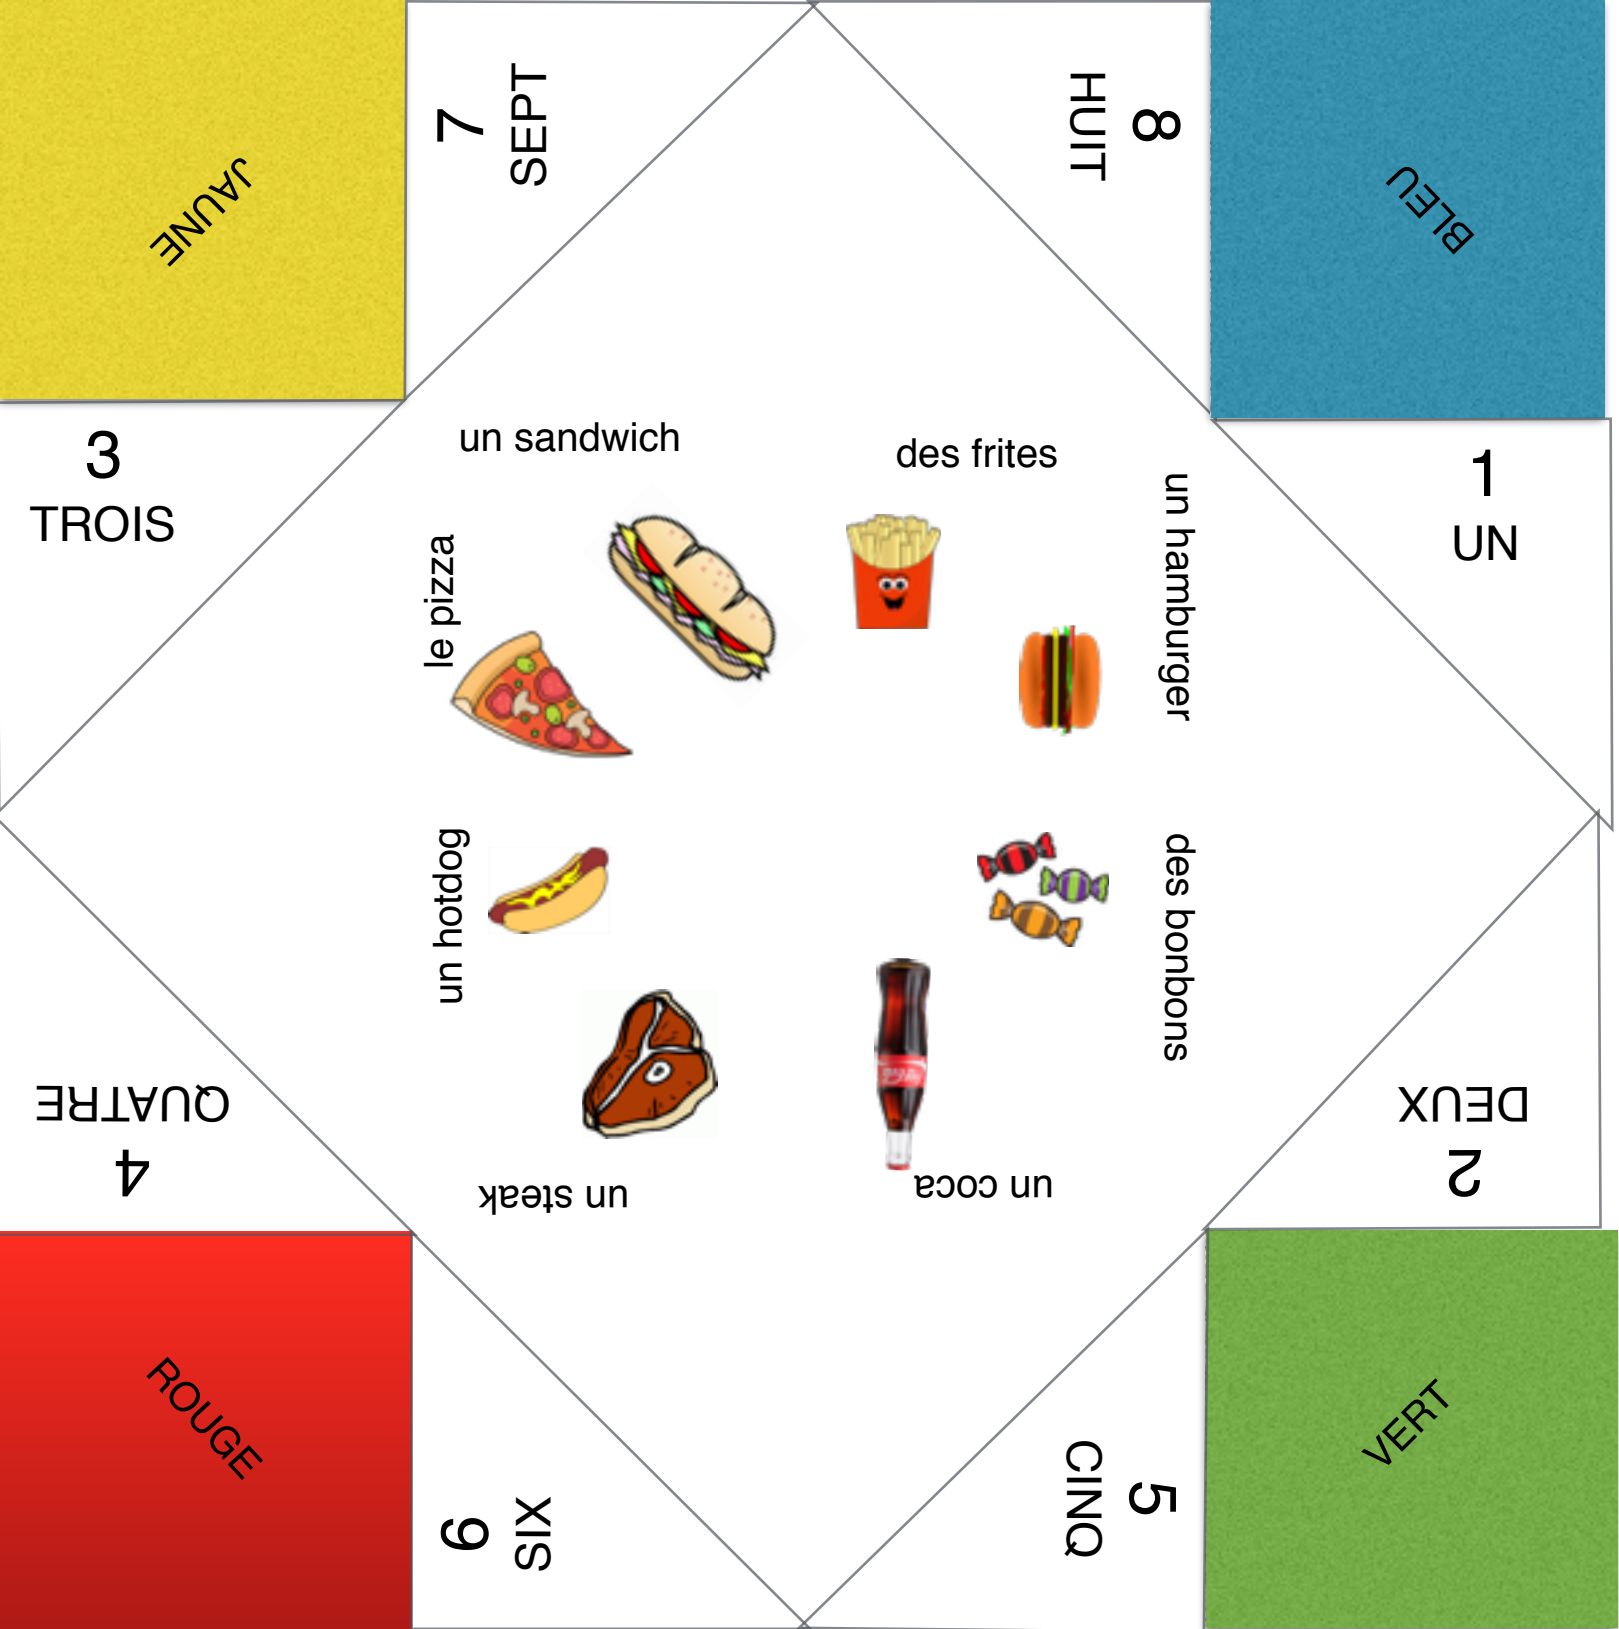 7
SEPT
HUIT
8
JAUNE
BLEU
3
TROIS
1
UN
un sandwich
des frites
le pizza
un hamburger
un hotdog
des bonbons
un steak
un coca
QUATRE
4
DEUX
2
ROUGE
VERT
6
SIX
CINQ
5